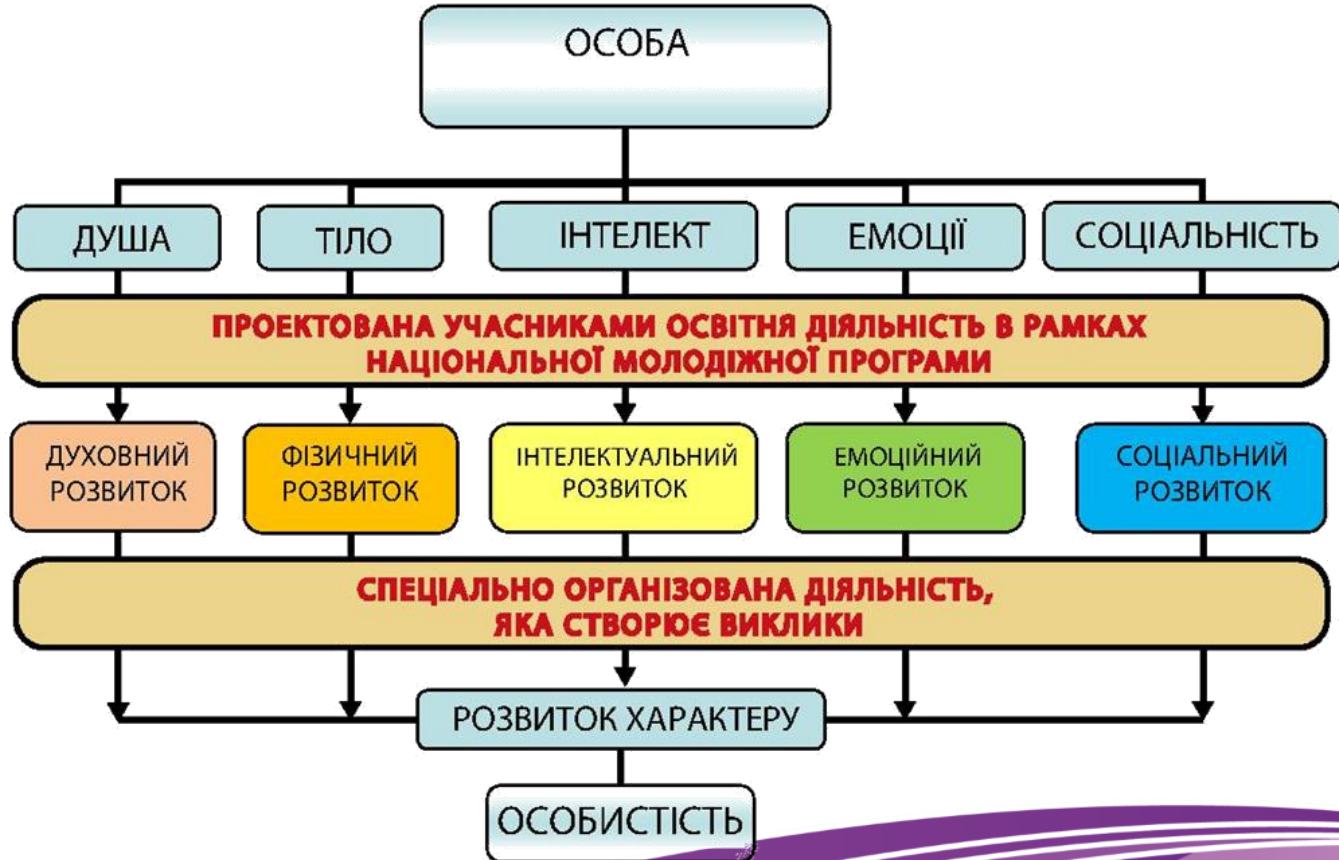 ОСОБА
ДУША
ТІЛО
ІНТЕЛЕКТ
ЕМОЦІЇ
СОЦІАЛЬНІСТЬ
ПРОЕКТОВАНА УЧАСНИКАМИ ОСВІТНЯ ДІЯЛЬНІСТЬ В РАМКАХ
НАЦІОНАЛЬНОЇ МОЛОДІЖНОЇ ПРОГРАМИ
ДУХОВНИЙ
РОЗВИТОК
ФІЗИЧНИЙ
РОЗВИТОК
ІНТЕЛЕКТУАЛЬНИЙ
РОЗВИТОК
ЕМОЦІЙНИЙ
РОЗВИТОК
СОЦІАЛЬНИЙ
РОЗВИТОК
СПЕЦІАЛЬНО ОРГАНІЗОВАНА ДІЯЛЬНІСТЬ,
ЯКА СТВОРЮЄ ВИКЛИКИ
РОЗВИТОК ХАРАКТЕРУ
ОСОБИСТІСТЬ